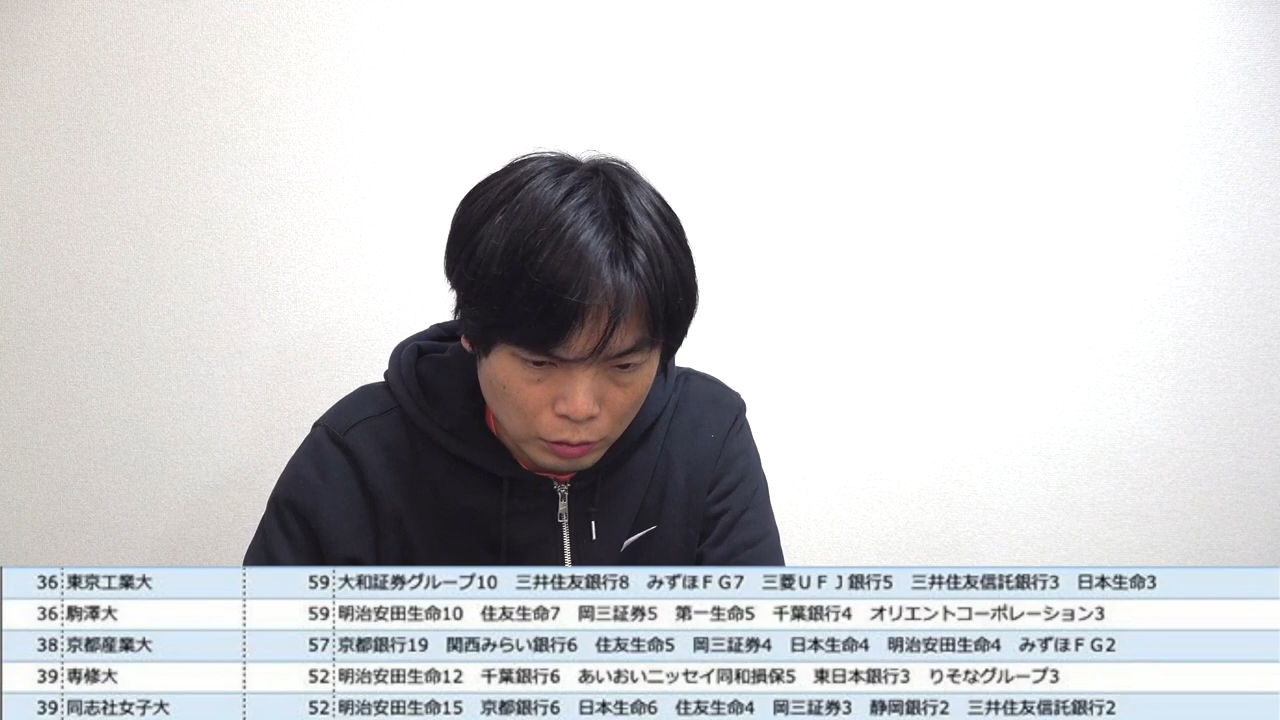 36 東京工業大 59 大和証券グループ10 三井住友銀行8 みずほＦＧ7 三菱ＵＦＪ銀行5 三井住友信託銀行3 日本生命3
36 駒澤大 59 明治安田生命10 住友生命7 岡三証券5 第一生命5 千葉銀行4 オリエントコーポレーション3
38 京都産業大 57 京都銀行19 関西みらい銀行6 住友生命5 岡三証券4 日本生命4 明治安田生命4 みずほＦＧ2
39 専修大 52 明治安田生命12 千葉銀行6 あいおいニッセイ同和損保5 東日本銀行3 りそなグループ3
39 同志社女子大 52 明治安田生命15 京都銀行6 日本生命6 住友生命4 岡三証券3 静岡銀行2 三井住友信託銀行2